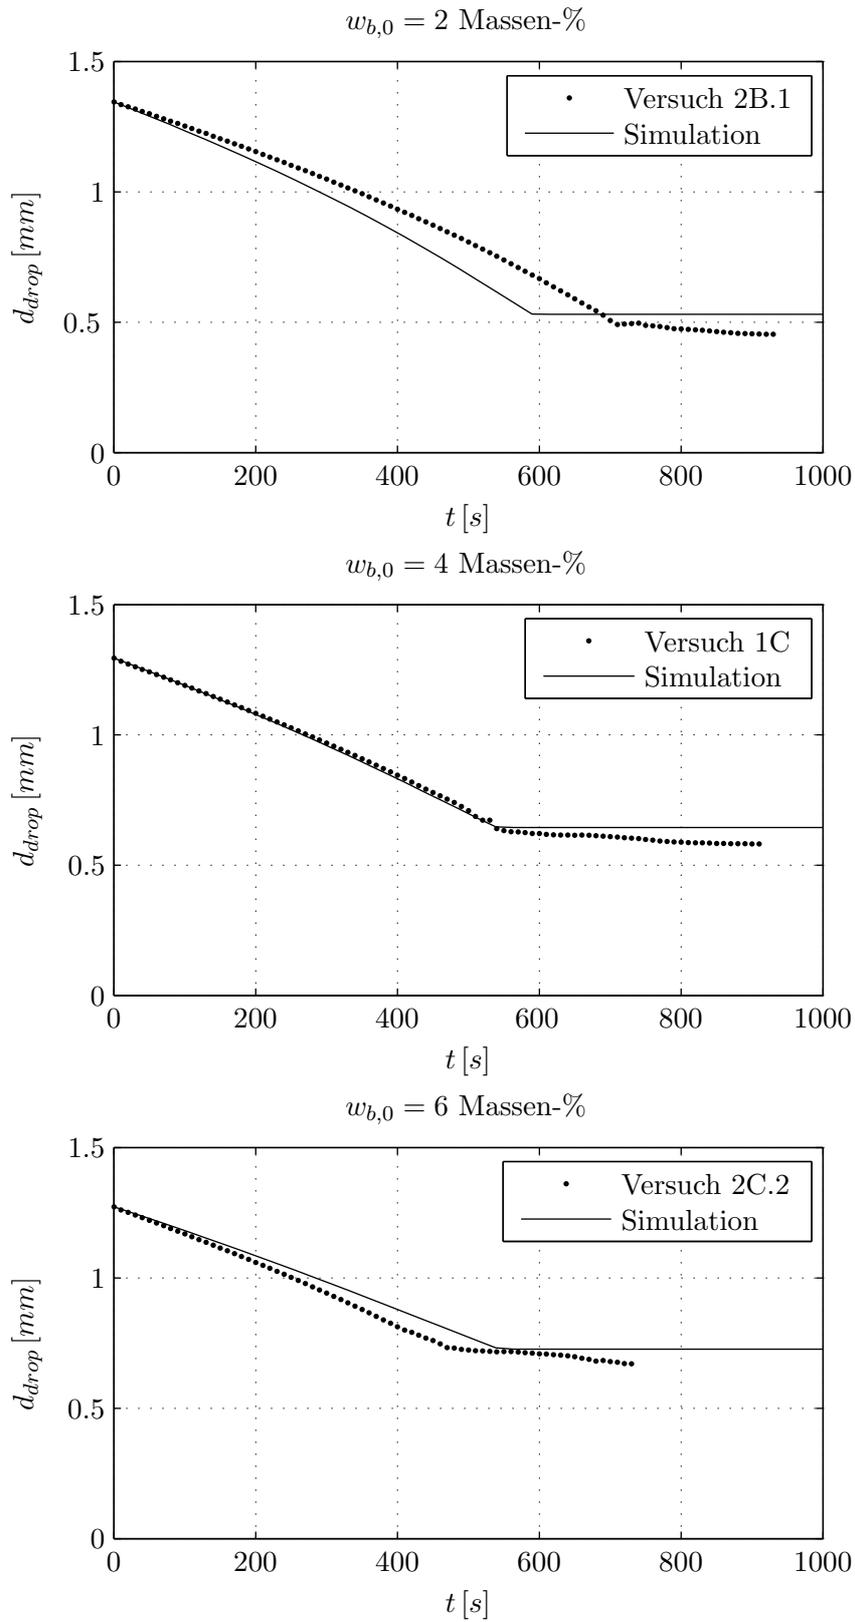 w_{b,0} = 2 Massen-%
1.5
Versuch 2B.1
Simulation
1
d_{drop} [mm]
0.5
0
0 200 400 600 800 1000
t [s]
w_{b,0} = 4 Massen-%
1.5
Versuch 1C
Simulation
1
d_{drop} [mm]
0.5
0
0 200 400 600 800 1000
t [s]
w_{b,0} = 6 Massen-%
1.5
Versuch 2C.2
Simulation
1
d_{drop} [mm]
0.5
0
0 200 400 600 800 1000
t [s]